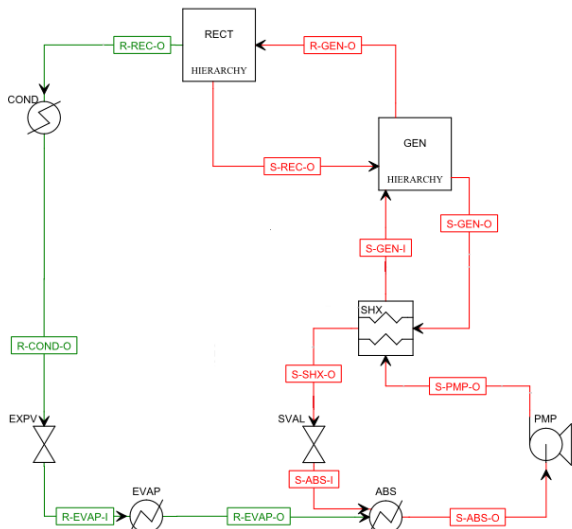 RECT
HIERARCHY
R-REC-O
R-GEN-O
COND
GEN
HIERARCHY
S-REC-O
S-GEN-O
S-GEN-I
SHX
R-COND-O
S-SHX-O
S-PMP-O
EXPV
SVAL
PMP
S-ABS-I
EVAP
ABS
R-EVAP-I
R-EVAP-O
S-ABS-O